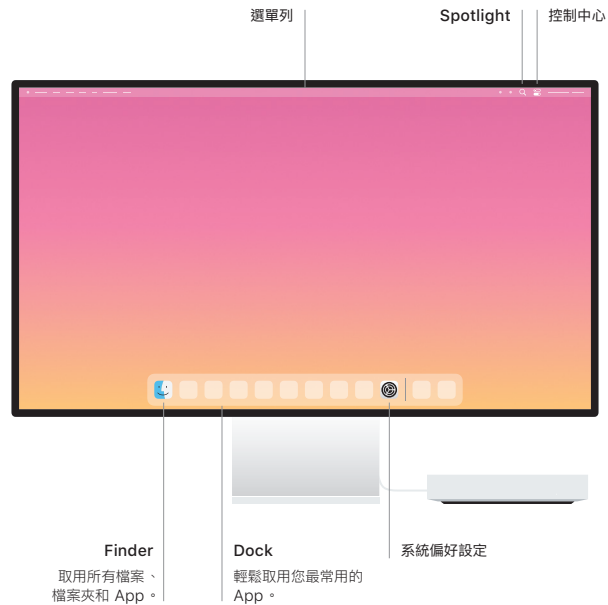 選單列
Spotlight
控制中心
Finder
取用所有檔案、
檔案夾和 App。
Dock
輕鬆取用您最常用的
App。
系統偏好設定